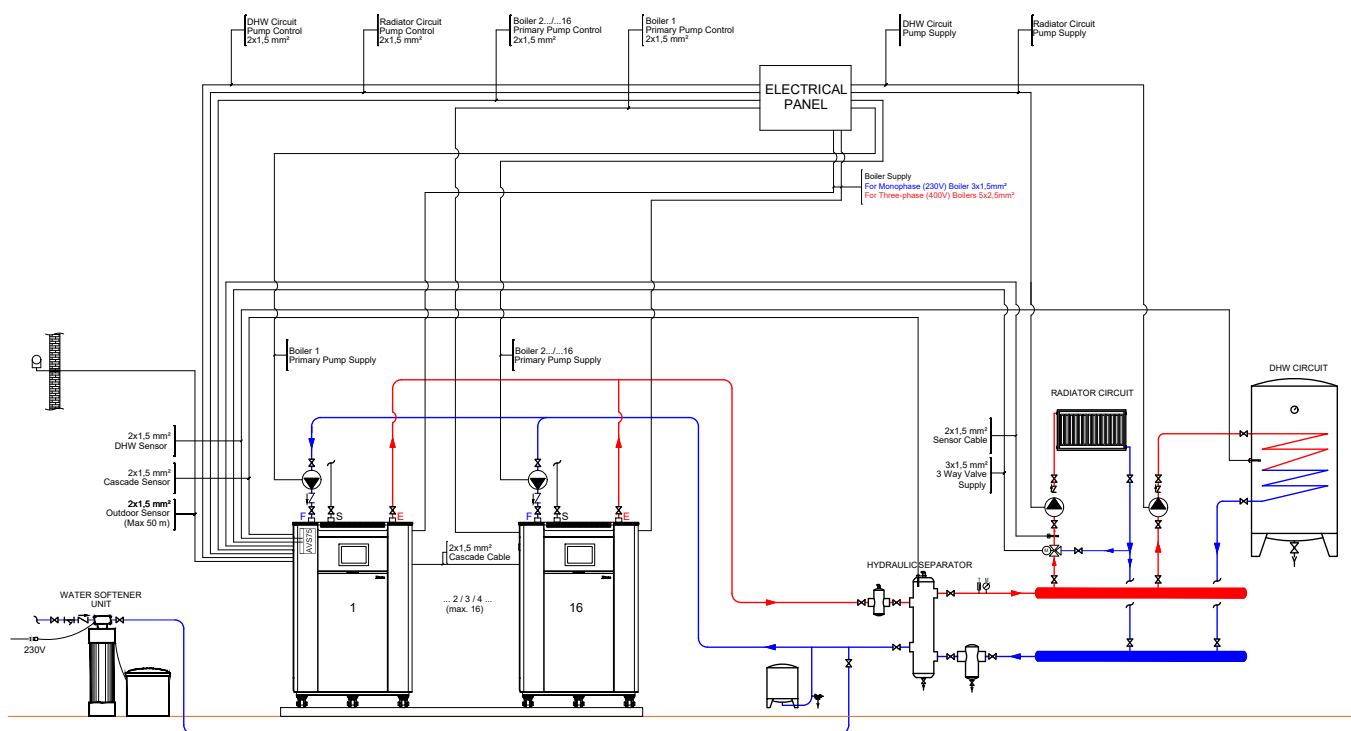 DHW Circuit
Pump Control
2x1,5 mm²
Radiator Circuit
Pump Control
2x1,5 mm²
Boiler 2.../...16
Primary Pump Control
2x1,5 mm²
Boiler 1
Primary Pump Control
2x1,5 mm²
DHW Circuit
Pump Supply
Radiator Circuit
Pump Supply
ELECTRICAL
PANEL
Boiler Supply
For Monophase (230V) Boiler 3x1,5mm²
For Three-phase (400V) Boilers 5x2,5mm²
Boiler 1
Primary Pump Supply
Boiler 2.../...16
Primary Pump Supply
DHW CIRCUIT
RADIATOR CIRCUIT
2x1,5 mm²
DHW Sensor
2x1,5 mm²
Cascade Sensor
2x1,5 mm²
Outdoor Sensor
(Max 50 m)
2x1,5 mm²
Sensor Cable
3x1,5 mm²
3 Way Valve
Supply
F
S
E
F
S
E
AVS75
M
2x1,5 mm²
Cascade Cable
HYDRAULIC SEPARATOR
T
M
WATER SOFTENER
UNIT
1
... 2 / 3 / 4 ...
(max. 16)
16
230V